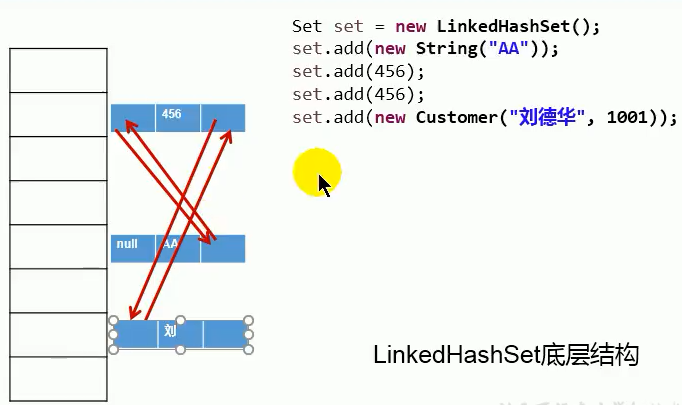 Set set = new LinkedHashSet();
set.add(new String("AA"));
set.add(456);
set.add(456);
set.add(new Customer("刘德华", 1001));
456
null AA
刘
LinkedHashSet底层结构